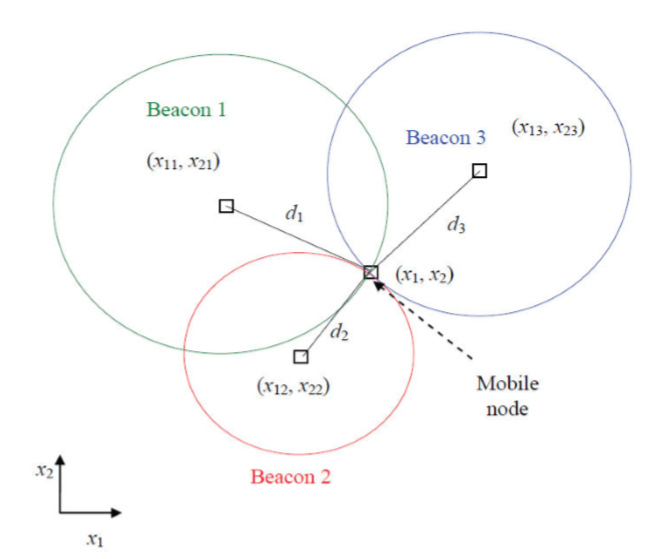 Beacon 1
(x₁₁, x₂₁)
Beacon 3
(x₁₃, x₂₃)
d₁
d₃
(x₁, x₂)
d₂
(x₁₂, x₂₂)
Mobile
node
Beacon 2
x₂
x₁